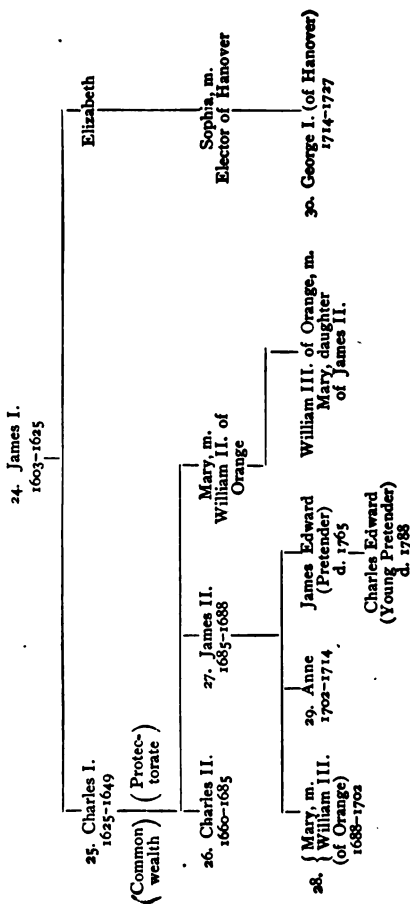 24. James I.
1603-1625
25. Charles I.
1625-1649
Elizabeth
(Common) (Protec-)
(wealth) (torate)
26. Charles II.
1660-1685
27. James II.
1685-1688
Mary, m.
William II. of
Orange
Sophia, m.
Elector of Hanover
28. { Mary, m.
William III.
(of Orange)
1688-1702
29. Anne
1702-1714
James Edward
(Pretender)
d. 1765
William III. of Orange, m.
Mary, daughter
of James II.
30. George I. (of Hanover)
1714-1727
Charles Edward
(Young Pretender)
d. 1788